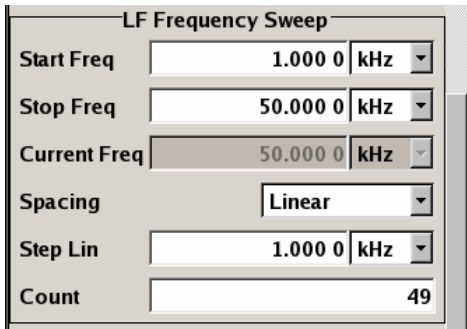 LF Frequency Sweep
Start Freq 1.000 0 kHz
Stop Freq 50.000 0 kHz
Current Freq 50.000 0 kHz
Spacing Linear
Step Lin 1.000 0 kHz
Count 49